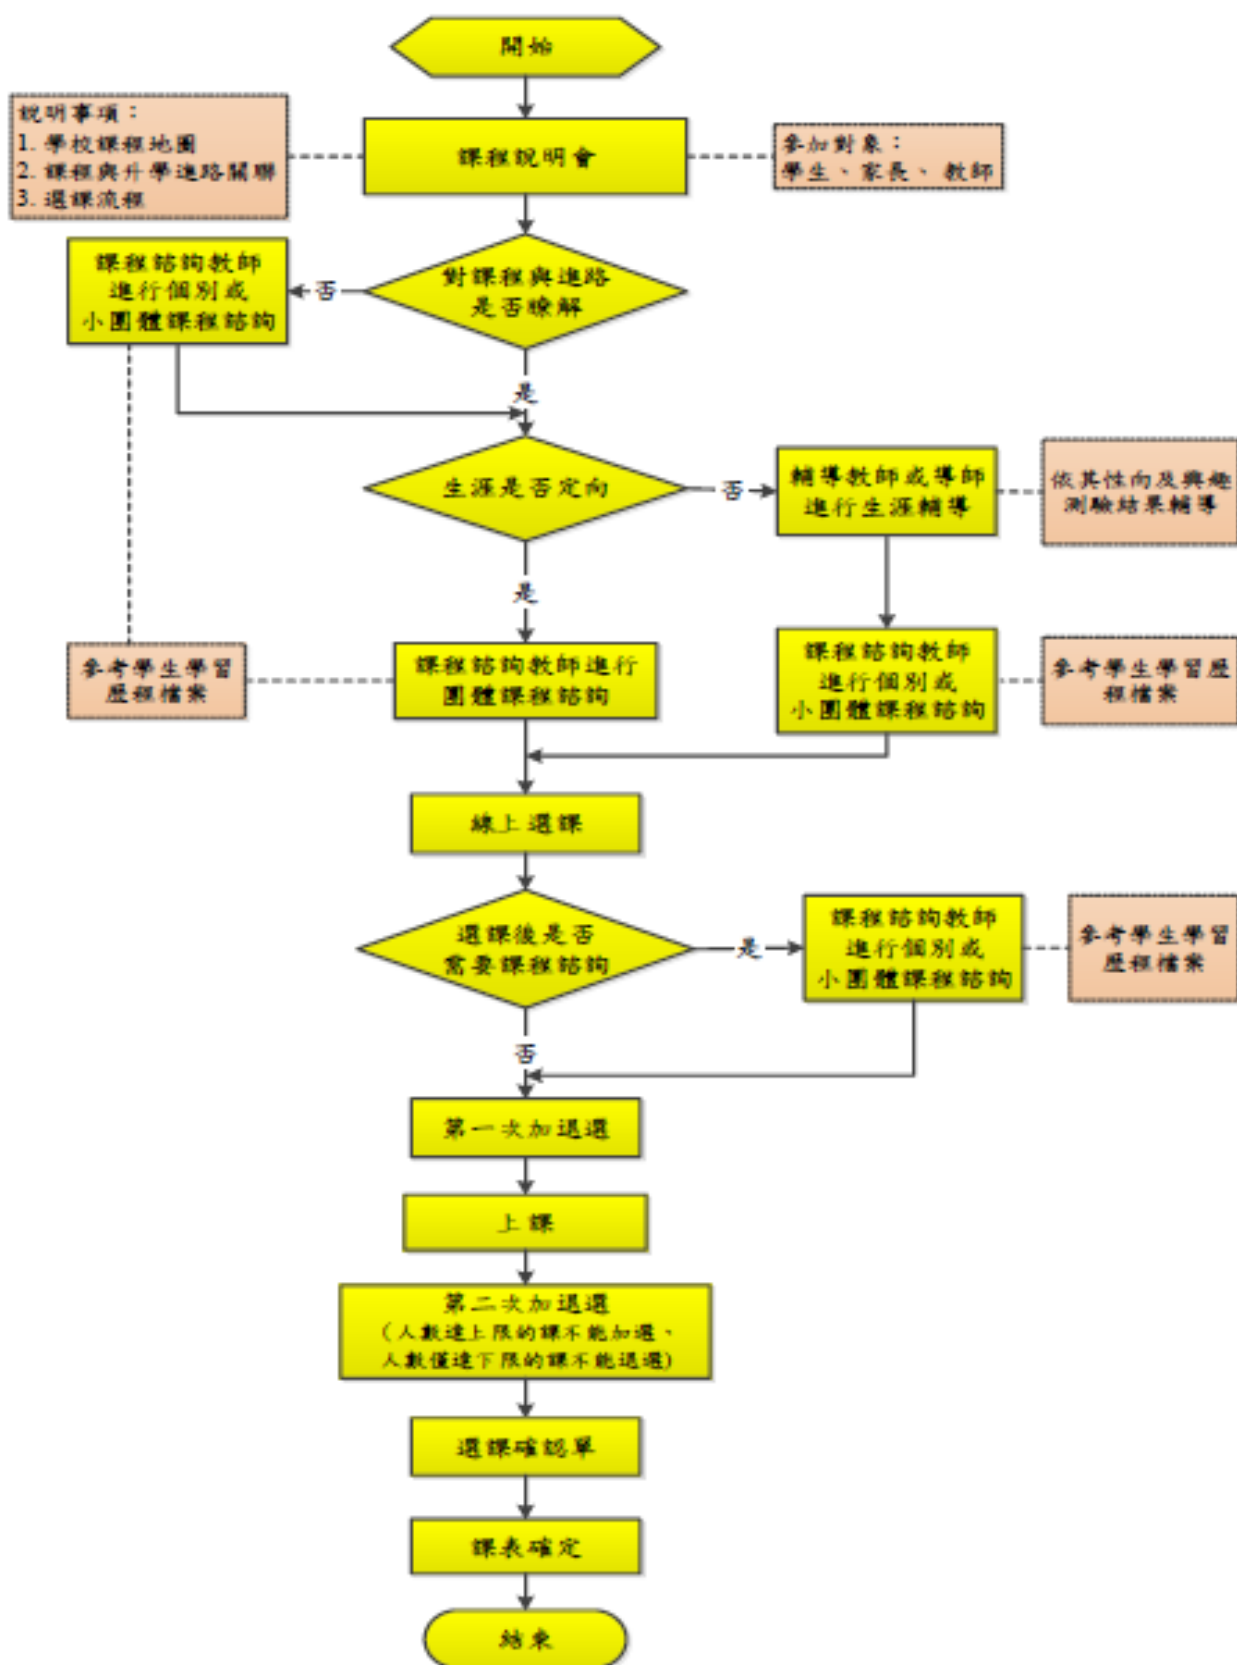 開始
說明事項：
1. 學校課程地圖
2. 課程與升學進路關聯
3. 選課流程
課程說明會
參加對象：
學生、家長、教師
課程諮詢教師
進行個別或
小團體課程諮詢
否
對課程與進路
是否瞭解
是
生涯是否定向
否
輔導教師或導師
進行生涯輔導
依其性向及興趣
測驗結果輔導
是
參考學生學習
歷程檔案
課程諮詢教師進行
團體課程諮詢
課程諮詢教師
進行個別或
小團體課程諮詢
參考學生學習歷
程檔案
線上選課
選課後是否
需要課程諮詢
是
課程諮詢教師
進行個別或
小團體課程諮詢
參考學生學習
歷程檔案
否
第一次加退選
上課
第二次加退選
（人數達上限的課不能加選、
人數僅達下限的課不能退選)
選課確認單
課表確定
結束